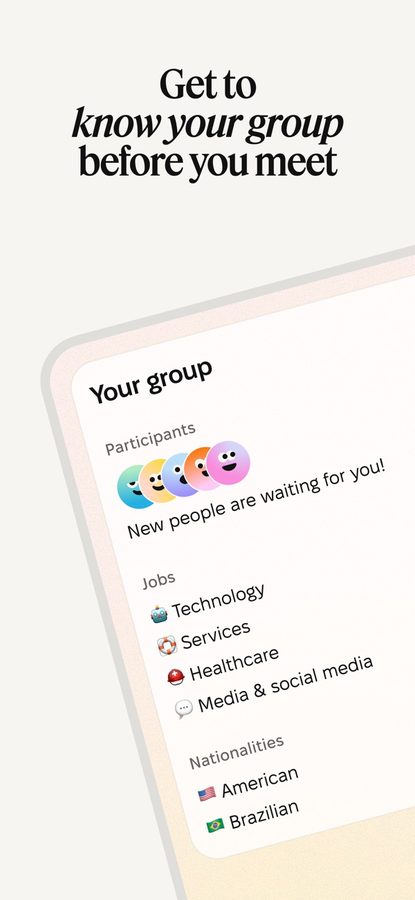 Get to
know your group
before you meet
Your group
Participants
New people are waiting for you!
Jobs
Technology
Services
Healthcare
Media & social media
Nationalities
American
Brazilian